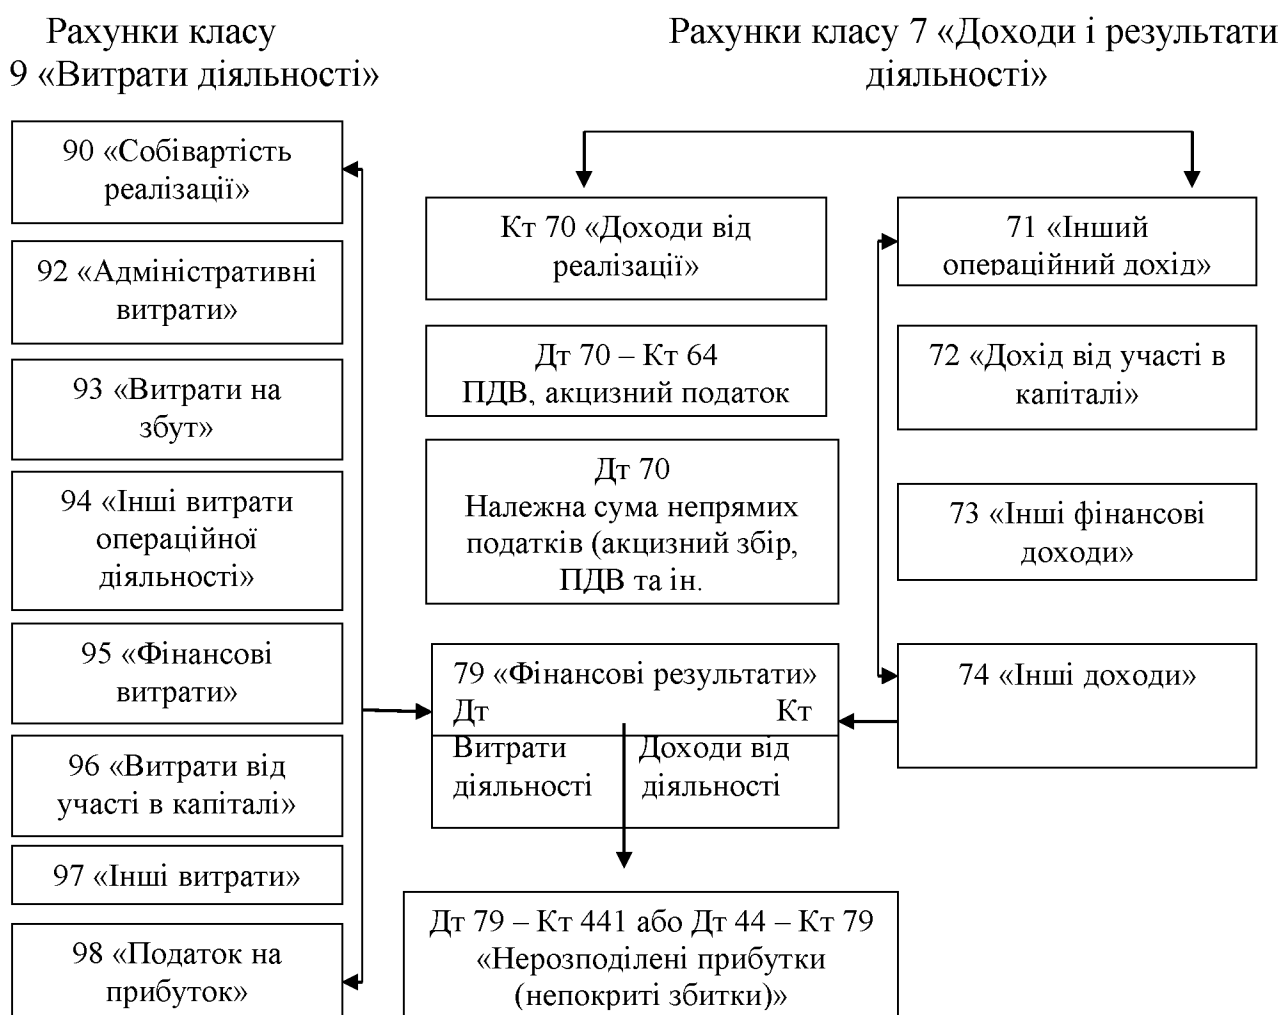 Рахунки класу
9 «Витрати діяльності»
Рахунки класу 7 «Доходи і результати
діяльності»
90 «Собівартість
реалізації»
92 «Адміністративні
витрати»
93 «Витрати на
збут»
94 «Інші витрати
операційної
діяльності»
95 «Фінансові
витрати»
96 «Витрати від
участі в капіталі»
97 «Інші витрати»
98 «Податок на
прибуток»
Кт 70 «Доходи від
реалізації»
Дт 70 – Кт 64
ПДВ, акцизний податок
Дт 70
Належна сума непрямих
податків (акцизний збір,
ПДВ та ін.
79 «Фінансові результати»
Дт Кт
Витрати Доходи від
діяльності діяльності
Дт 79 – Кт 441 або Дт 44 – Кт 79
«Нерозподілені прибутки
(непокриті збитки)»
71 «Інший
операційний дохід»
72 «Дохід від участі в
капіталі»
73 «Інші фінансові
доходи»
74 «Інші доходи»